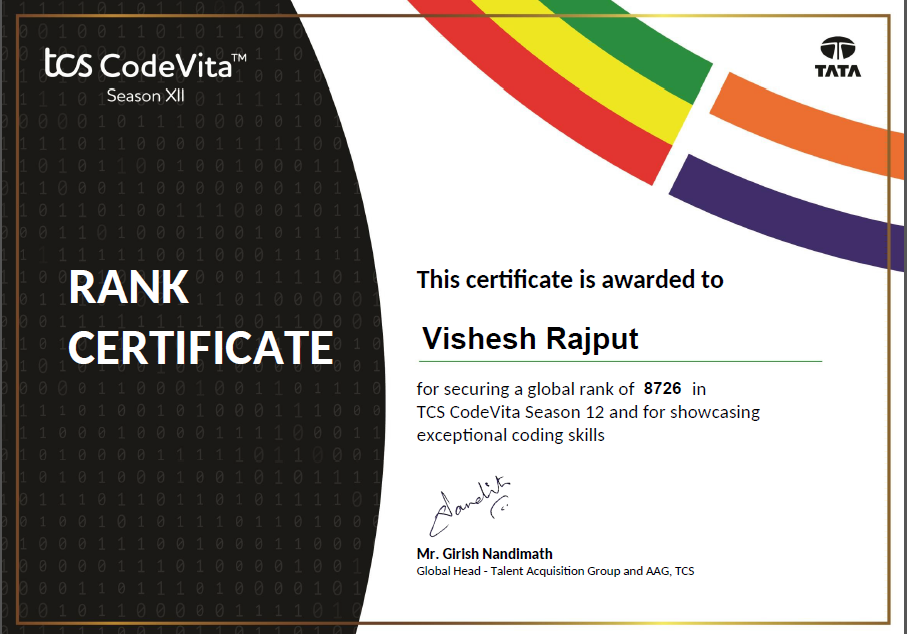 tcs CodeVita™
Season XII
TATA
RANK
CERTIFICATE
This certificate is awarded to
Vishesh Rajput
for securing a global rank of 8726 in
TCS CodeVita Season 12 and for showcasing
exceptional coding skills
Mr. Girish Nandimath
Global Head - Talent Acquisition Group and AAG, TCS